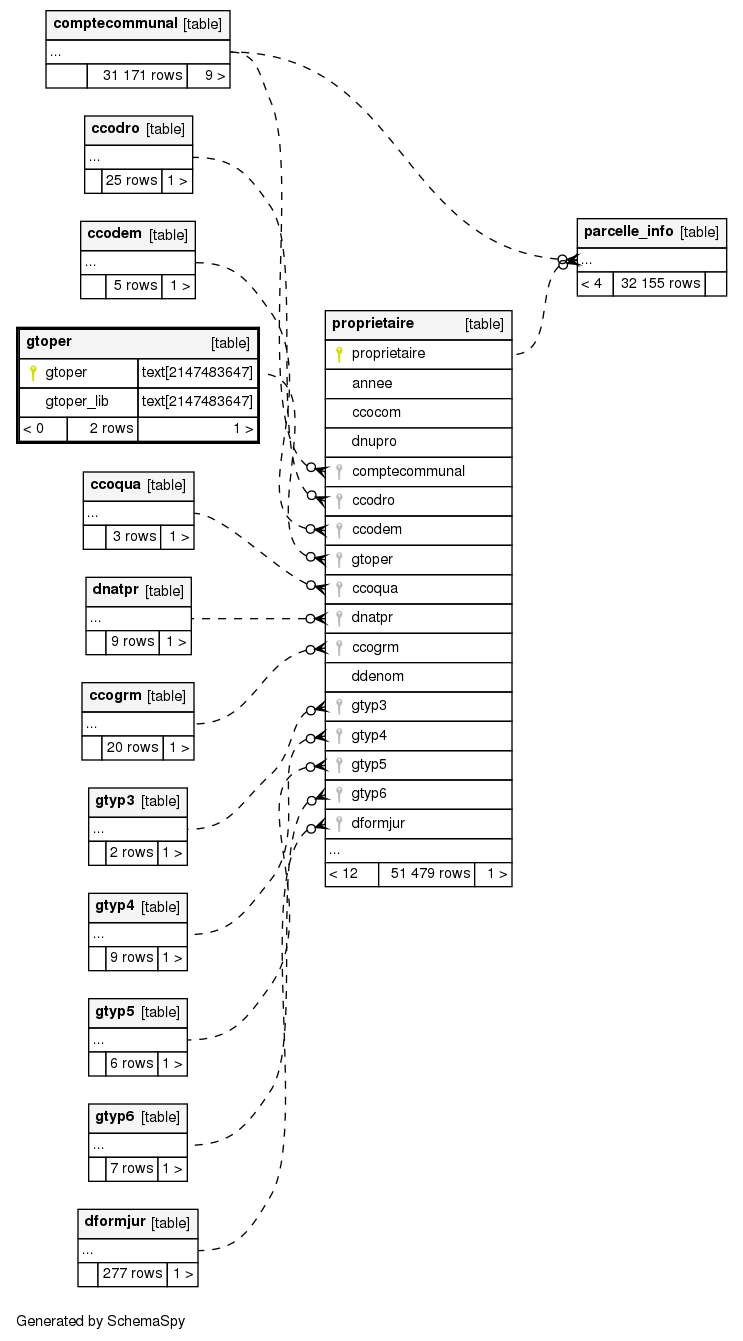 comptecommunal [table]
...
31 171 rows 9 >
ccodro [table]
...
25 rows 1 >
ccodem [table]
...
5 rows 1 >
gtoper [table]
gtoper text[2147483647]
gtoper_lib text[2147483647]
< 0 2 rows 1 >
ccoqua [table]
...
3 rows 1 >
dnatpr [table]
...
9 rows 1 >
ccogrm [table]
...
20 rows 1 >
gtyp3 [table]
...
2 rows 1 >
gtyp4 [table]
...
9 rows 1 >
gtyp5 [table]
...
6 rows 1 >
gtyp6 [table]
...
7 rows 1 >
dformjur [table]
...
277 rows 1 >
proprietaire [table]
proprietaire
annee
ccocom
dnupro
comptecommunal
ccodro
ccodem
gtoper
ccoqua
dnatpr
ccogrm
ddenom
gtyp3
gtyp4
gtyp5
gtyp6
dformjur
...
< 12 51 479 rows 1 >
parcelle_info [table]
...
< 4 32 155 rows
Generated by SchemaSpy